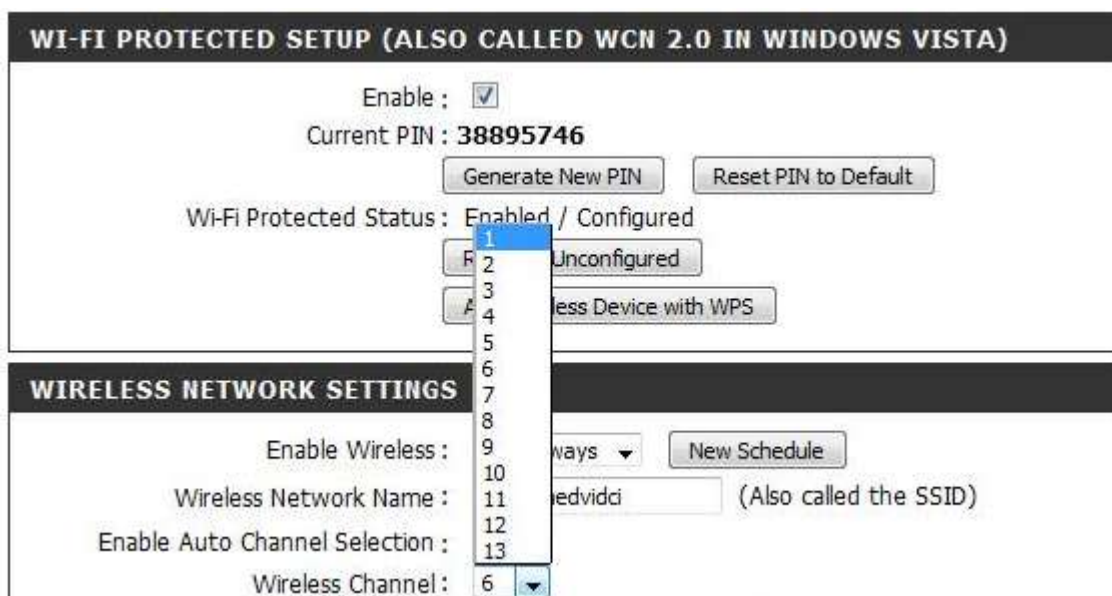 WI-FI PROTECTED SETUP (ALSO CALLED WCN 2.0 IN WINDOWS VISTA)
Enable :
Current PIN : 38895746
Generate New PIN Reset PIN to Default
Wi-Fi Protected Status : Enabled / Configured
Unconfigured
Device with WPS
WIRELESS NETWORK SETTINGS
Enable Wireless : New Schedule
Wireless Network Name : (Also called the SSID)
Enable Auto Channel Selection :
Wireless Channel : 6
1
2
3
4
5
6
7
8
9
10
11
12
13